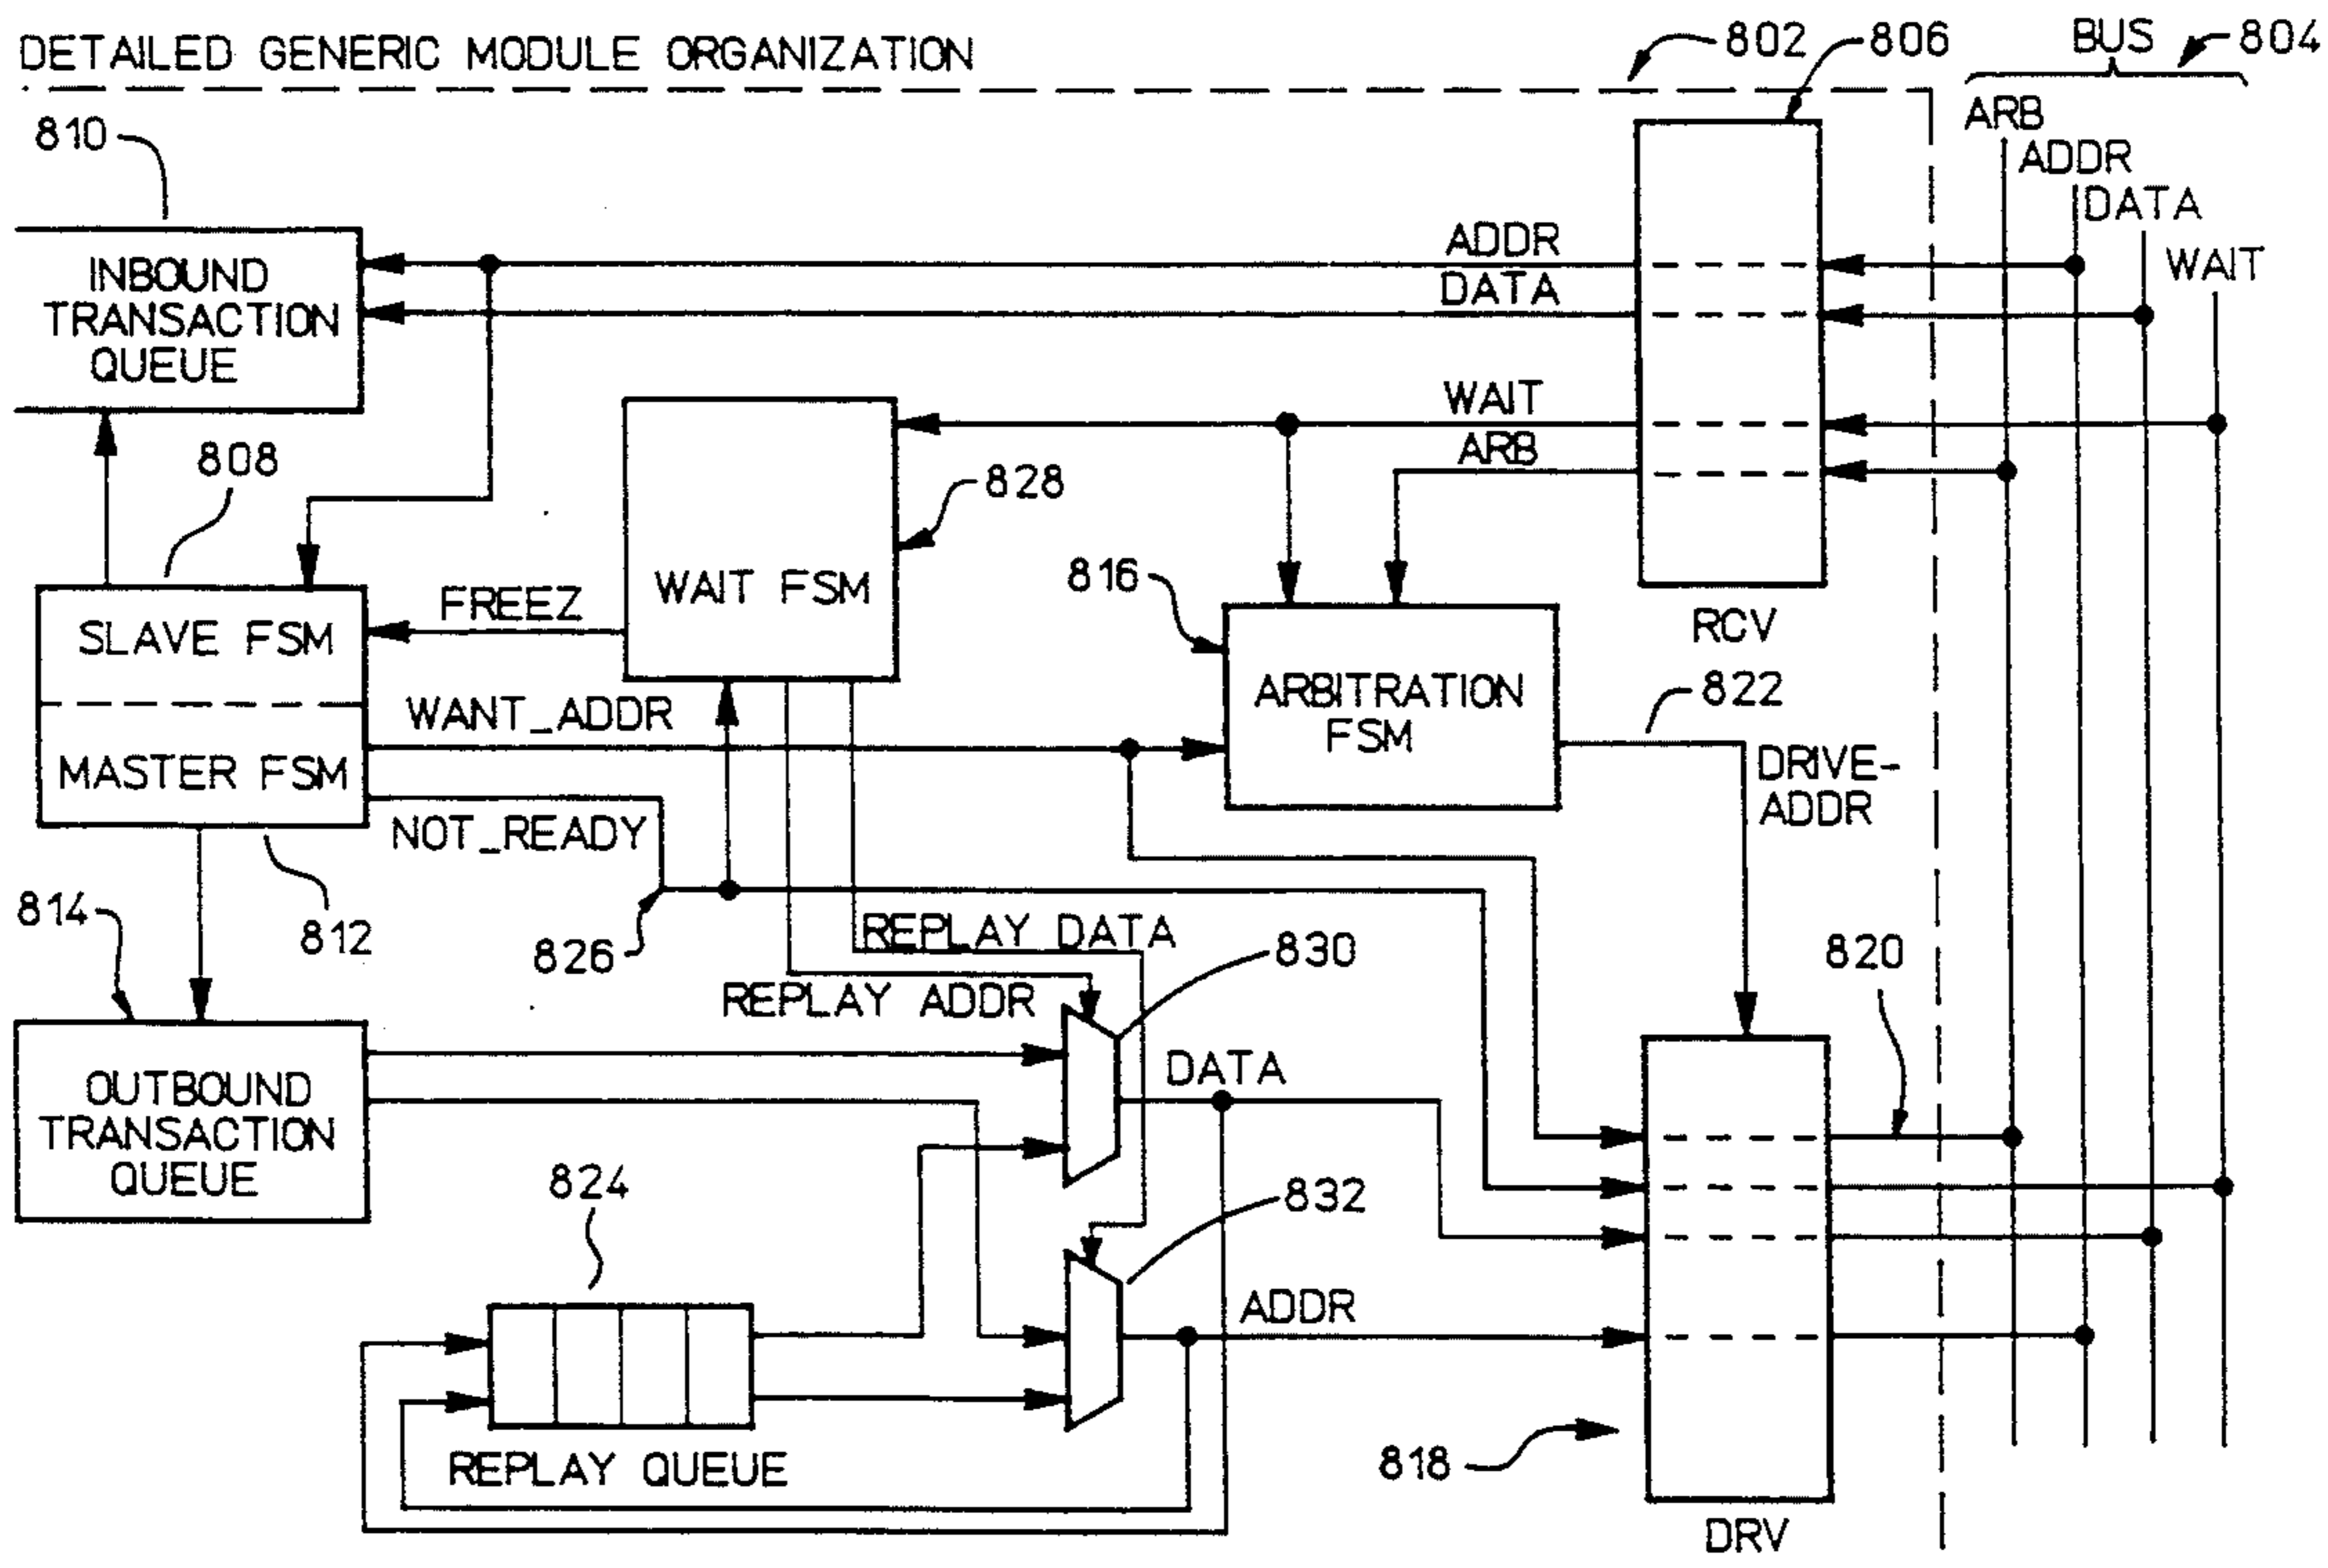 DETAILED GENERIC MODULE ORGANIZATION
802
806
BUS
804
ARB
ADDR
DATA
WAIT
810
INBOUND
TRANSACTION
QUEUE
ADDR
DATA
WAIT
ARB
808
828
816
RCV
SLAVE FSM
FREEZ
WAIT FSM
MASTER FSM
WANT_ADDR
ARBITRATION
FSM
822
DRIVE-
ADDR
NOT_READY
814
812
826
REPLAY DATA
REPLAY ADDR
830
820
OUTBOUND
TRANSACTION
QUEUE
DATA
824
832
ADDR
REPLAY QUEUE
818
DRV